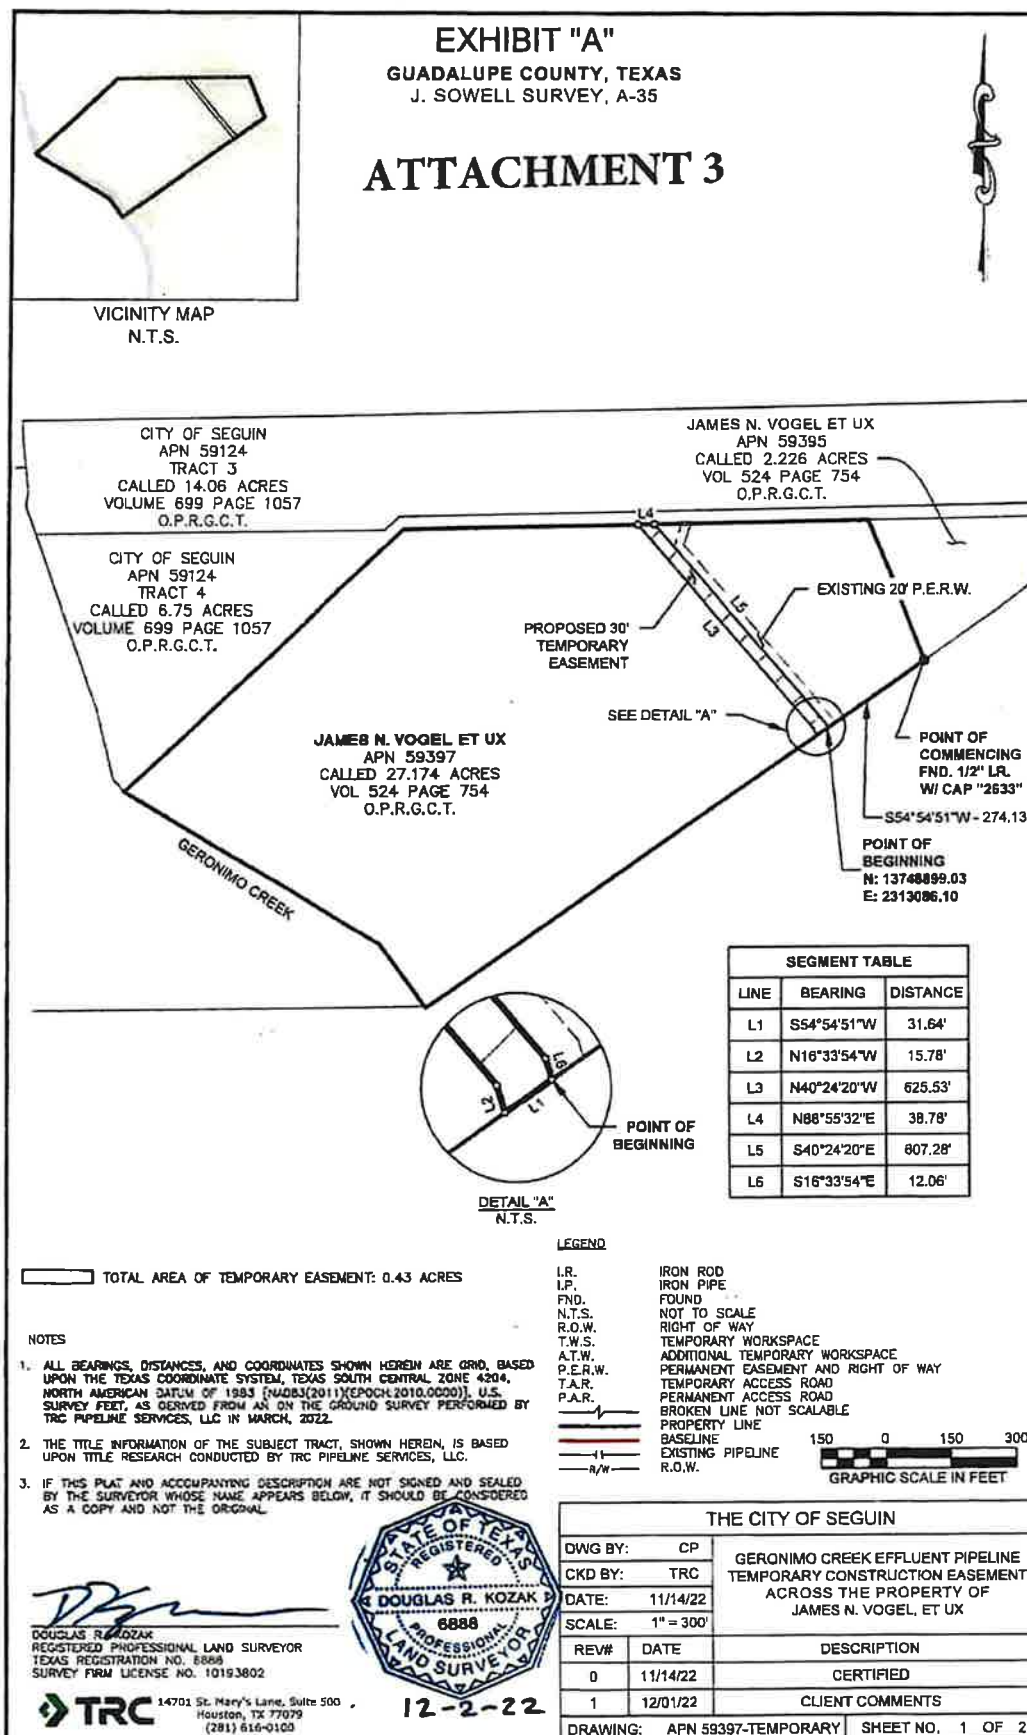 EXHIBIT "A"
GUADALUPE COUNTY, TEXAS
J. SOWELL SURVEY, A-35
ATTACHMENT 3
VICINITY MAP
N.T.S.
CITY OF SEGUIN
APN 59124
TRACT 3
CALLED 14.06 ACRES
VOLUME 699 PAGE 1057
O.P.R.G.C.T.
JAMES N. VOGEL ET UX
APN 59395
CALLED 2.226 ACRES
VOL 524 PAGE 754
O.P.R.G.C.T.
CITY OF SEGUIN
APN 59124
TRACT 4
CALLED 6.75 ACRES
VOLUME 699 PAGE 1057
O.P.R.G.C.T.
L4
L5
L3
EXISTING 20' P.E.R.W.
PROPOSED 30'
TEMPORARY
EASEMENT
SEE DETAIL "A"
JAMES N. VOGEL ET UX
APN 59397
CALLED 27.174 ACRES
VOL 524 PAGE 754
O.P.R.G.C.T.
POINT OF
COMMENCING
FND. 1/2" I.R.
W/ CAP "2633"
S54°54'51"W - 274.13
POINT OF
BEGINNING
N: 13748899.03
E: 2313086.10
GERONIMO CREEK
SEGMENT TABLE
LINE BEARING DISTANCE
L1 S54°54'51"W 31.64'
L2 N16°33'54"W 15.78'
L3 N40°24'20"W 625.53'
L4 N88°55'32"E 38.78'
L5 S40°24'20"E 607.28'
L6 S16°33'54"E 12.06'
L6
L2
L1
POINT OF
BEGINNING
DETAIL "A"
N.T.S.
TOTAL AREA OF TEMPORARY EASEMENT: 0.43 ACRES
LEGEND
I.R. IRON ROD
I.P. IRON PIPE
FND. FOUND
N.T.S. NOT TO SCALE
R.O.W. RIGHT OF WAY
T.W.S. TEMPORARY WORKSPACE
A.T.W. ADDITIONAL TEMPORARY WORKSPACE
P.E.R.W. PERMANENT EASEMENT AND RIGHT OF WAY
T.A.R. TEMPORARY ACCESS ROAD
P.A.R. PERMANENT ACCESS ROAD
BROKEN LINE NOT SCALABLE
PROPERTY LINE
BASELINE
EXISTING PIPELINE
R/W R.O.W.
150 0 150 300
GRAPHIC SCALE IN FEET
NOTES
1. ALL BEARINGS, DISTANCES, AND COORDINATES SHOWN HEREIN ARE GRID, BASED
UPON THE TEXAS COORDINATE SYSTEM, TEXAS SOUTH CENTRAL ZONE 4204,
NORTH AMERICAN DATUM OF 1983 [NAD83(2011)(EPOCH:2010.0000)], U.S.
SURVEY FEET, AS DERIVED FROM AN ON THE GROUND SURVEY PERFORMED BY
TRC PIPELINE SERVICES, LLC IN MARCH, 2022.
2. THE TITLE INFORMATION OF THE SUBJECT TRACT, SHOWN HEREIN, IS BASED
UPON TITLE RESEARCH CONDUCTED BY TRC PIPELINE SERVICES, LLC.
3. IF THIS PLAT AND ACCOMPANYING DESCRIPTION ARE NOT SIGNED AND SEALED
BY THE SURVEYOR WHOSE NAME APPEARS BELOW, IT SHOULD BE CONSIDERED
AS A COPY AND NOT THE ORIGINAL.
STATE OF TEXAS
REGISTERED
DOUGLAS R. KOZAK
6888
PROFESSIONAL
LAND SURVEYOR
12-2-22
DOUGLAS R. KOZAK
REGISTERED PROFESSIONAL LAND SURVEYOR
TEXAS REGISTRATION NO. 6888
SURVEY FIRM LICENSE NO. 10193802
TRC
14701 St. Mary's Lane, Suite 500
Houston, TX 77079
(281) 616-0100
THE CITY OF SEGUIN
DWG BY: CP
CKD BY: TRC
DATE: 11/14/22
SCALE: 1" = 300'
GERONIMO CREEK EFFLUENT PIPELINE
TEMPORARY CONSTRUCTION EASEMENT
ACROSS THE PROPERTY OF
JAMES N. VOGEL, ET UX
REV# DATE DESCRIPTION
0 11/14/22 CERTIFIED
1 12/01/22 CLIENT COMMENTS
DRAWING: APN 59397-TEMPORARY SHEET NO. 1 OF 2